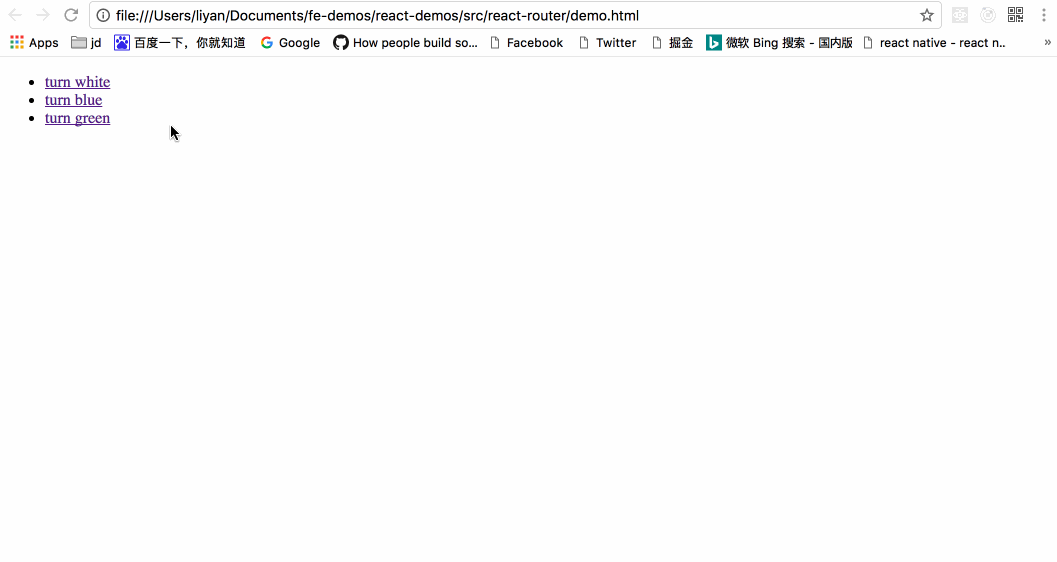 file:///Users/liyan/Documents/fe-demos/react-demos/src/react-router/demo.html
Apps jd 百度一下，你就知道 Google How people build so... Facebook Twitter 掘金 微软 Bing 搜索 - 国内版 react native - react n.. »
turn white
turn blue
turn green